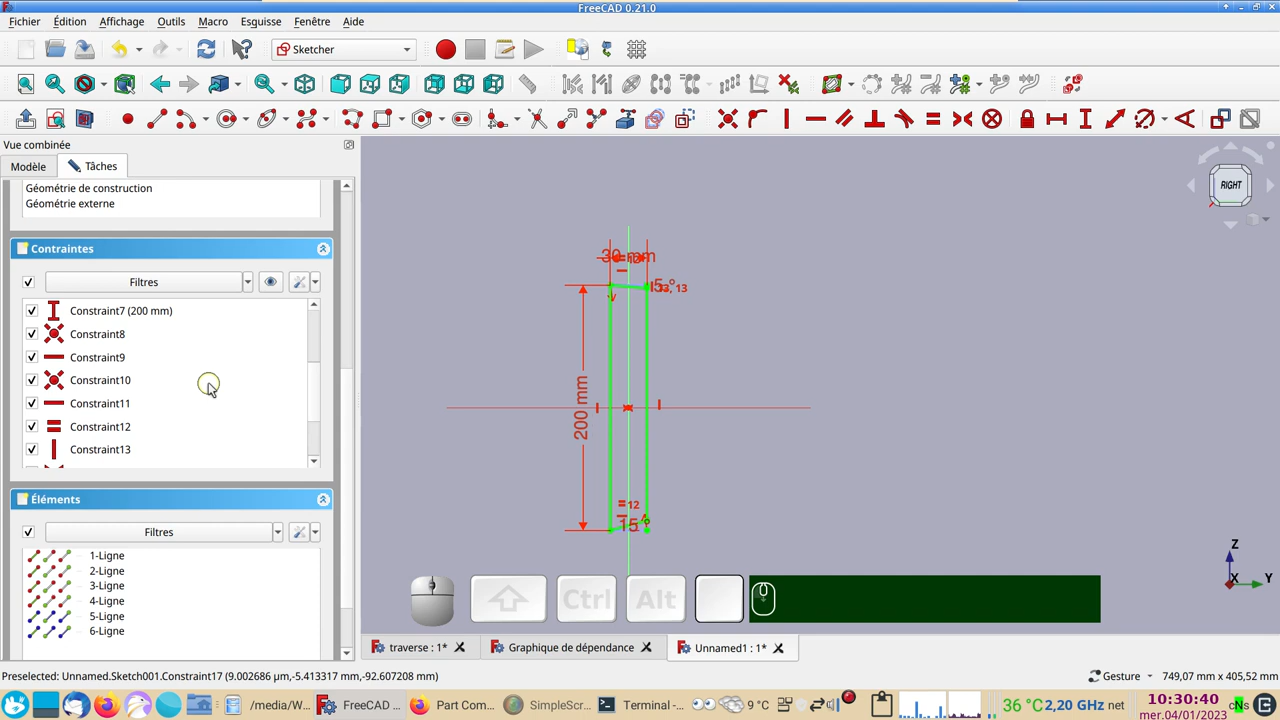 FreeCAD 0.21.0
Fichier Édition Affichage Outils Macro Esquisse Fenêtre Aide
Sketcher
Vue combinée
Modèle Tâches
RIGHT
Géométrie de construction
Géométrie externe
Contraintes
Filtres
Constraint7 (200 mm)
Constraint8
Constraint9
Constraint10
Constraint11
Constraint12
Constraint13
30 mm
200 mm
=12
15 °
Éléments
Filtres
1-Ligne
2-Ligne
3-Ligne
4-Ligne
5-Ligne
6-Ligne
Z
X Y
Ctrl Alt
traverse : 1* Graphique de dépendance Unnamed1 : 1*
Preselected: Unnamed.Sketch001.Constraint17 (9.002686 µm,-5.413317 mm,-92.607208 mm) Gesture 749,07 mm x 405,52 mm
/media/W... FreeCAD ... Part Com... SimpleScr... Terminal -... 9 °C 36 °C 2,20 GHz net 10:30:40
mer.04/01/2023